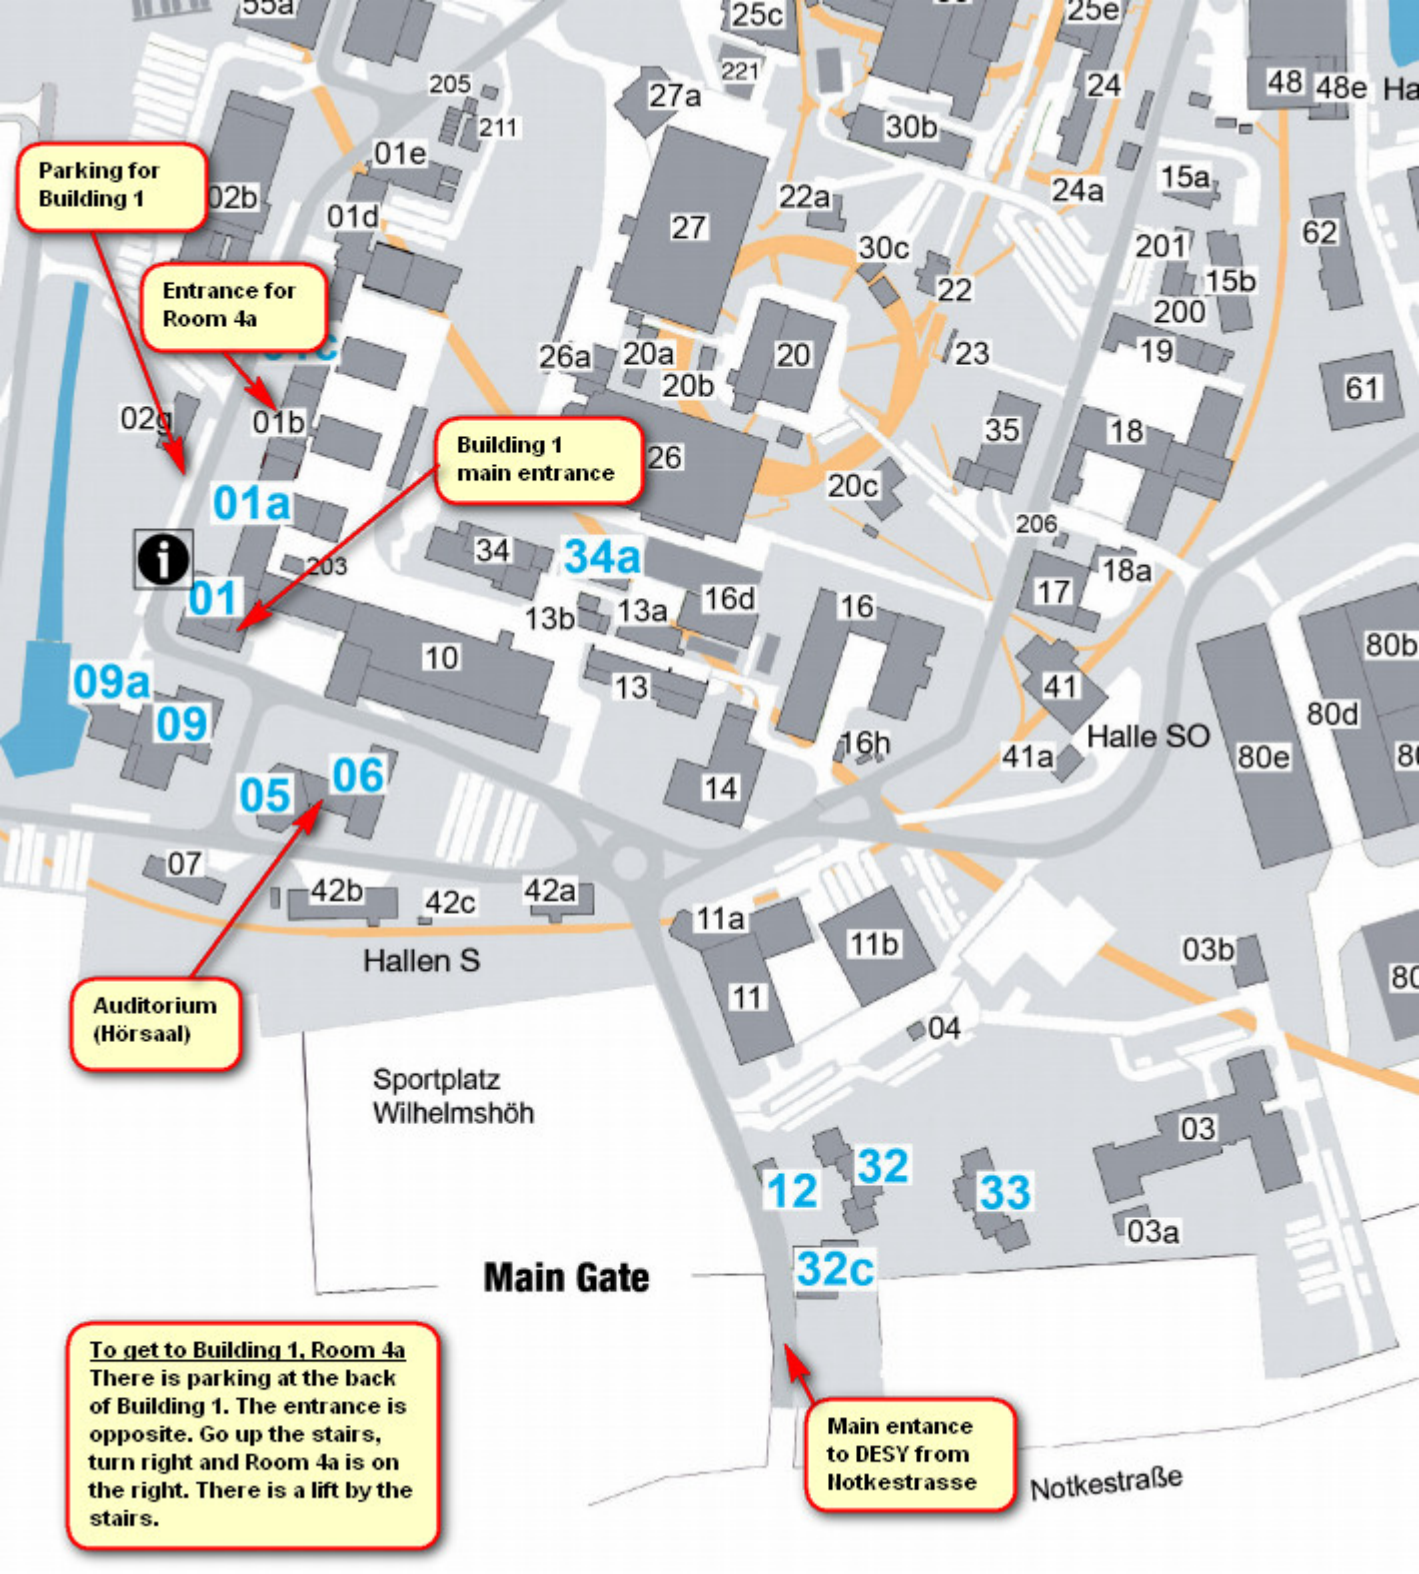 55a
25c
25e
205
221
27a
24
48
48e
Ha
211
30b
01e
Parking for
Building 1
02b
22a
24a
15a
01d
27
30c
201
62
Entrance for
Room 4a
22
15b
200
26a
20a
20b
20
23
19
61
02g
01b
Building 1
main entrance
26
35
18
20c
01a
206
34
34a
203
17
18a
01
13b
13a
16d
16
10
13
41
09a
09
80b
80d
Halle SO
16h
41a
80e
05
06
14
07
42b
42c
42a
11a
11b
Hallen S
03b
11
04
Auditorium
(Hörsaal)
Sportplatz
Wilhelmshöh
03
12
32
33
03a
32c
Main Gate
To get to Building 1, Room 4a
There is parking at the back
of Building 1. The entrance is
opposite. Go up the stairs,
turn right and Room 4a is on
the right. There is a lift by the
stairs.
Main entance
to DESY from
Notkestrasse
Notkestraße